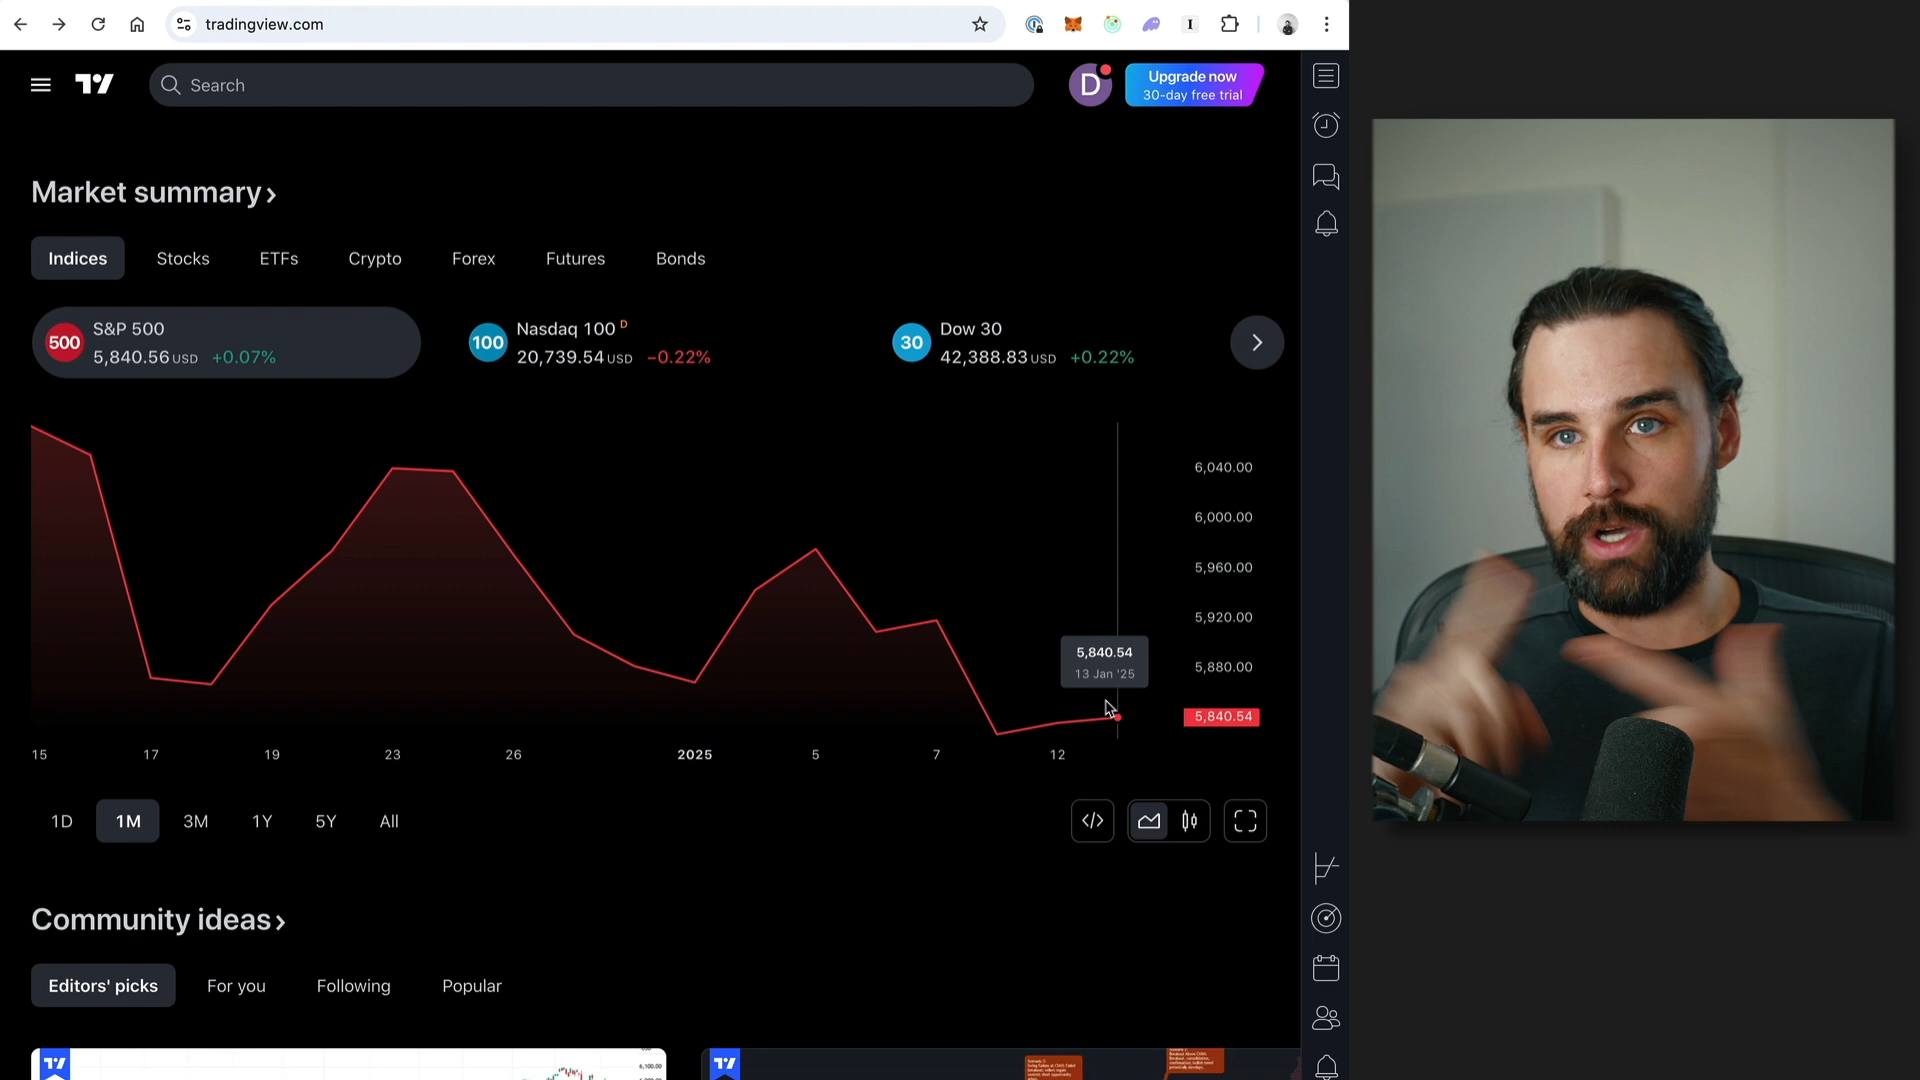 tradingview.com
Search
D
Upgrade now
30-day free trial
Market summary
Indices
Stocks
ETFs
Crypto
Forex
Futures
Bonds
500
S&P 500
5,840.56 USD +0.07%
100
Nasdaq 100 D
20,739.54 USD −0.22%
30
Dow 30
42,388.83 USD +0.22%
6,040.00
6,000.00
5,960.00
5,920.00
5,880.00
5,840.54
5,840.54
13 Jan '25
15
17
19
23
26
2025
5
7
12
1D
1M
3M
1Y
5Y
All
Community ideas
Editors' picks
For you
Following
Popular
6,100.00